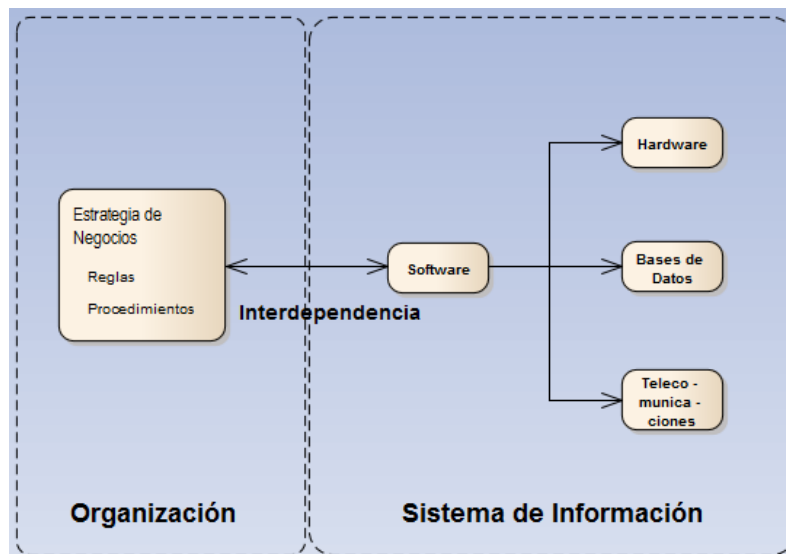 Estrategia de
Negocios
Reglas
Procedimientos
Interdependencia
Software
Hardware
Bases de
Datos
Teleco -
munica -
ciones
Organización
Sistema de Información